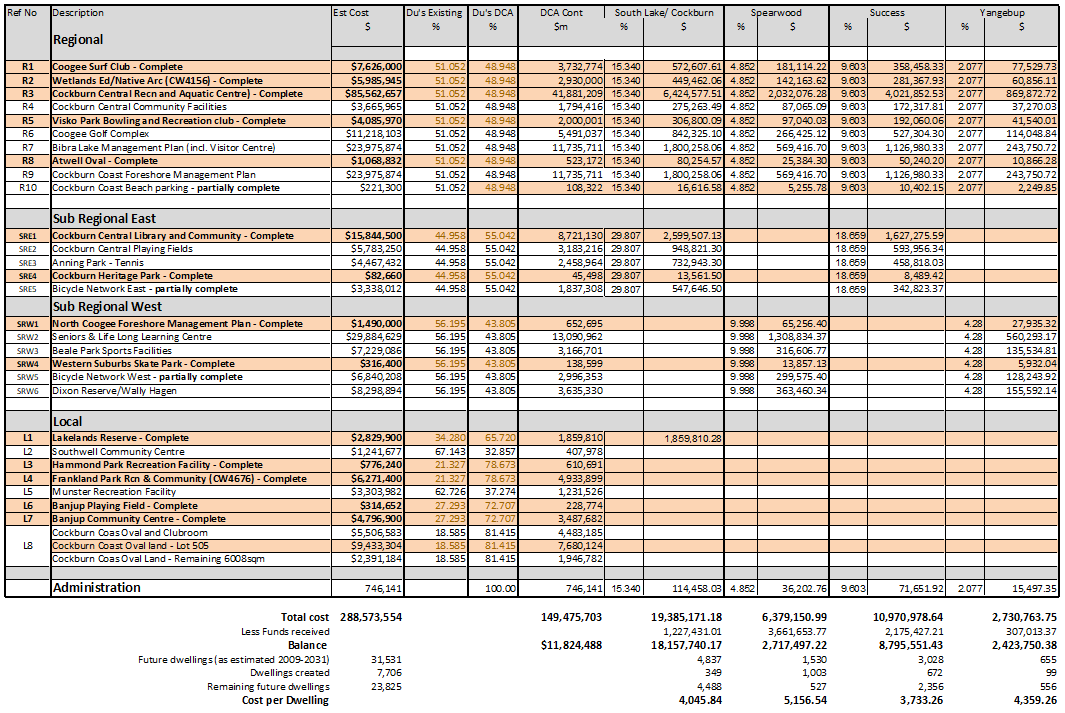 Ref No Description Est Cost Du's Existing Du's DCA DCA Cont South Lake/ Cockburn Spearwood Success Yangebup
$ % % $m % $ % $ % $ % $
Regional
R1 Coogee Surf Club - Complete $7,626,000 51.052 48.948 3,732,774 15.340 572,607.61 4.852 181,114.22 9.603 358,458.33 2.077 77,529.73
R2 Wetlands Ed/Native Arc (CW4156) - Complete $5,985,945 51.052 48.948 2,930,000 15.340 449,462.06 4.852 142,163.62 9.603 281,367.93 2.077 60,856.11
R3 Cockburn Central Recn and Aquatic Centre) - Complete $85,562,657 51.052 48.948 41,881,209 15.340 6,424,577.51 4.852 2,032,076.28 9.603 4,021,852.53 2.077 869,872.72
R4 Cockburn Central Community Facilities $3,665,965 51.052 48.948 1,794,416 15.340 275,263.49 4.852 87,065.09 9.603 172,317.81 2.077 37,270.03
R5 Visko Park Bowling and Recreation club - Complete $4,085,970 51.052 48.948 2,000,001 15.340 306,800.09 4.852 97,040.03 9.603 192,060.06 2.077 41,540.01
R6 Coogee Golf Complex $11,218,103 51.052 48.948 5,491,037 15.340 842,325.10 4.852 266,425.12 9.603 527,304.30 2.077 114,048.84
R7 Bibra Lake Management Plan (incl. Visitor Centre) $23,975,874 51.052 48.948 11,735,711 15.340 1,800,258.06 4.852 569,416.70 9.603 1,126,980.33 2.077 243,750.72
R8 Atwell Oval - Complete $1,068,832 51.052 48.948 523,172 15.340 80,254.57 4.852 25,384.30 9.603 50,240.20 2.077 10,866.28
R9 Cockburn Coast Foreshore Management Plan $23,975,874 51.052 48.948 11,735,711 15.340 1,800,258.06 4.852 569,416.70 9.603 1,126,980.33 2.077 243,750.72
R10 Cockburn Coast Beach parking - partially complete $221,300 51.052 48.948 108,322 15.340 16,616.58 4.852 5,255.78 9.603 10,402.15 2.077 2,249.85
Sub Regional East
SRE1 Cockburn Central Library and Community - Complete $15,844,500 44.958 55.042 8,721,130 29.807 2,599,507.13 18.659 1,627,275.59
SRE2 Cockburn Central Playing Fields $5,783,250 44.958 55.042 3,183,216 29.807 948,821.30 18.659 593,956.34
SRE3 Anning Park - Tennis $4,467,432 44.958 55.042 2,458,964 29.807 732,943.30 18.659 458,818.03
SRE4 Cockburn Heritage Park - Complete $82,660 44.958 55.042 45,498 29.807 13,561.50 18.659 8,489.42
SRE5 Bicycle Network East - partially complete $3,338,012 44.958 55.042 1,837,308 29.807 547,646.50 18.659 342,823.37
Sub Regional West
SRW1 North Coogee Foreshore Management Plan - Complete $1,490,000 56.195 43.805 652,695 9.998 65,256.40 4.28 27,935.32
SRW2 Seniors & Life Long Learning Centre $29,884,629 56.195 43.805 13,090,962 9.998 1,308,834.37 4.28 560,293.17
SRW3 Beale Park Sports Facilities $7,229,086 56.195 43.805 3,166,701 9.998 316,606.77 4.28 135,534.81
SRW4 Western Suburbs Skate Park - Complete $316,400 56.195 43.805 138,599 9.998 13,857.13 4.28 5,932.04
SRW5 Bicycle Network West - partially complete $6,840,208 56.195 43.805 2,996,353 9.998 299,575.40 4.28 128,243.92
SRW6 Dixon Reserve/Wally Hagen $8,298,894 56.195 43.805 3,635,330 9.998 363,460.34 4.28 155,592.14
Local
L1 Lakelands Reserve - Complete $2,829,900 34.280 65.720 1,859,810 1,859,810.28
L2 Southwell Community Centre $1,241,677 67.143 32.857 407,978
L3 Hammond Park Recreation Facility - Complete $776,240 21.327 78.673 610,691
L4 Frankland Park Rcn & Community (CW4676) - Complete $6,271,400 21.327 78.673 4,933,899
L5 Munster Recreation Facility $3,303,982 62.726 37.274 1,231,526
L6 Banjup Playing Field - Complete $314,652 27.293 72.707 228,774
L7 Banjup Community Centre - Complete $4,796,900 27.293 72.707 3,487,682
Cockburn Coas Oval and Clubroom $5,506,583 18.585 81.415 4,483,185
L8 Cockburn Coast Oval land - Lot 505 $9,433,304 18.585 81.415 7,680,124
Cockburn Coas Oval Land - Remaining 6008sqm $2,391,184 18.585 81.415 1,946,782
Administration 746,141 100.00 746,141 15.340 114,458.03 4.852 36,202.76 9.603 71,651.92 2.077 15,497.35
Total cost 288,573,554 149,475,703 19,385,171.18 6,379,150.99 10,970,978.64 2,730,763.75
Less Funds received 1,227,431.01 3,661,653.77 2,175,427.21 307,013.37
Balance $11,824,488 18,157,740.17 2,717,497.22 8,795,551.43 2,423,750.38
Future dwellings (as estimated 2009-2031) 31,531 4,837 1,530 3,028 655
Dwellings created 7,706 349 1,003 672 99
Remaining future dwellings 23,825 4,488 527 2,356 556
Cost per Dwelling 4,045.84 5,156.54 3,733.26 4,359.26